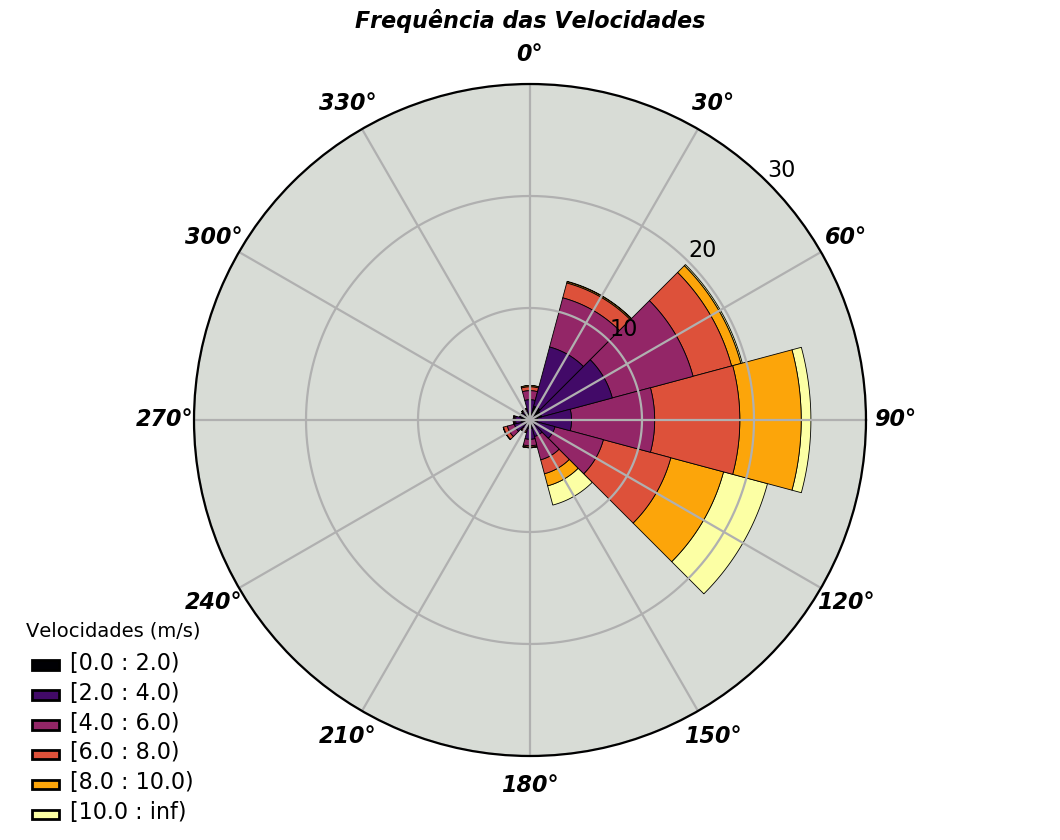 Frequência das Velocidades
0°
330°
30°
30
300°
60°
20
10
270°
90°
240°
120°
Velocidades (m/s)
[0.0 : 2.0)
[2.0 : 4.0)
[4.0 : 6.0)
210°
150°
[6.0 : 8.0)
180°
[8.0 : 10.0)
[10.0 : inf)